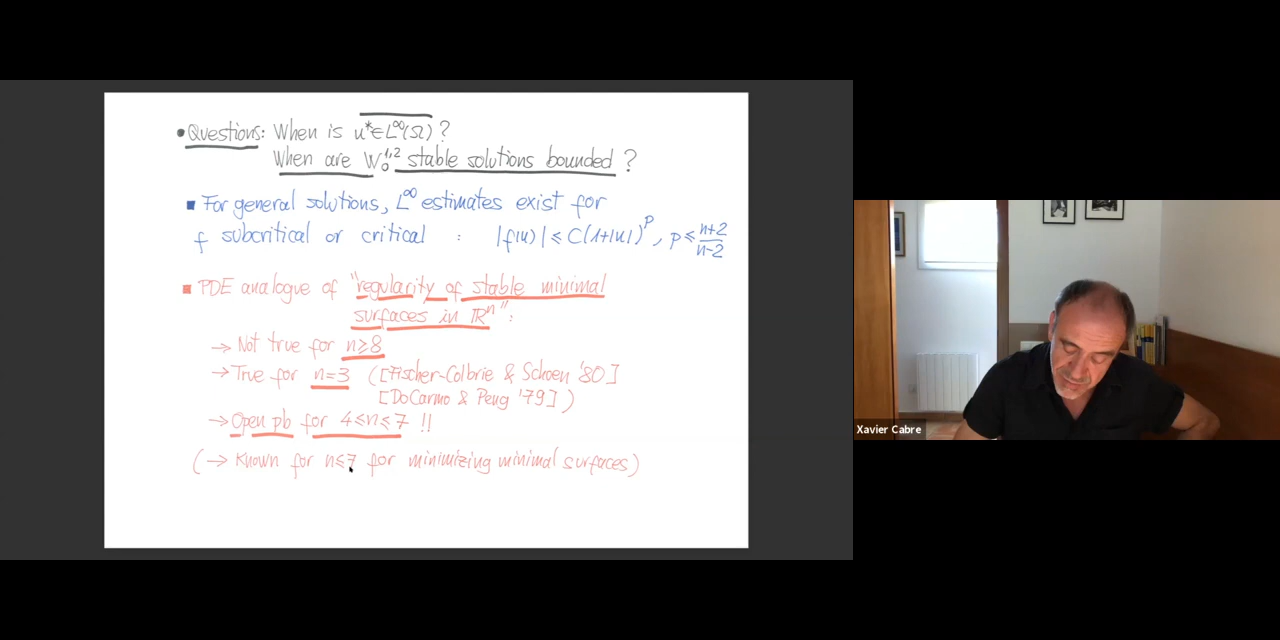 • Questions: When is u* ∈ L^∞(Ω) ?
When are W_0^{1,2} stable solutions bounded ?
▪ For general solutions, L^∞ estimates exist for
f subcritical or critical : |f(u)| ≤ C(1+|u|)^p, p ≤ \frac{n+2}{n-2}
▪ PDE analogue of "regularity of stable minimal
surfaces in ℝ^n":
→ Not true for n≥8
→ True for n=3 ([Fischer-Colbrie & Schoen '80]
[DoCarmo & Peng '79])
→ Open pb for 4≤n≤7 !!
(→ Known for n≤7 for minimizing minimal surfaces)
Xavier Cabre